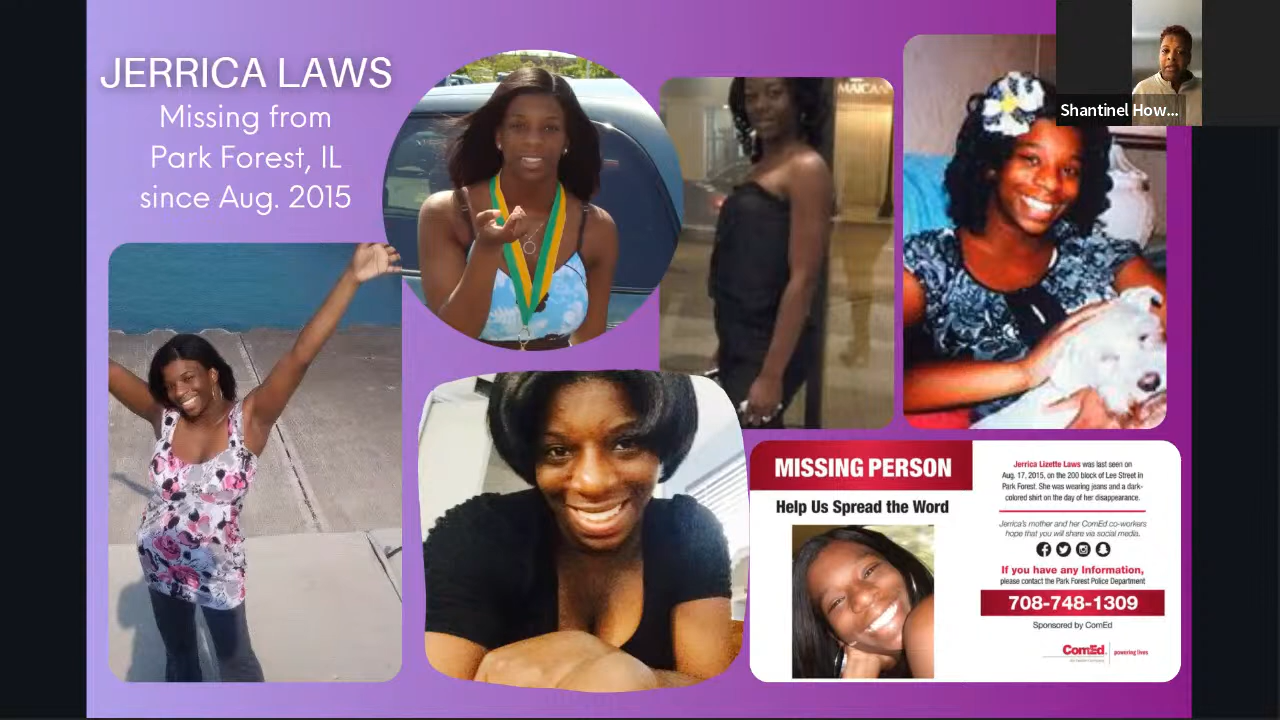 JERRICA LAWS
Missing from
Park Forest, IL
since Aug. 2015
Shantinel How...
MISSING PERSON
Help Us Spread the Word
Jerrica Lizette Laws was last seen on
Aug. 17, 2015, on the 200 block of Lee Street in
Park Forest. She was wearing jeans and a dark-
colored shirt on the day of her disappearance.
Jerrica's mother and her ComEd co-workers
hope that you will share via social media.
If you have any Information,
please contact the Park Forest Police Department
708-748-1309
Sponsored by ComEd
ComEd.
powering lives